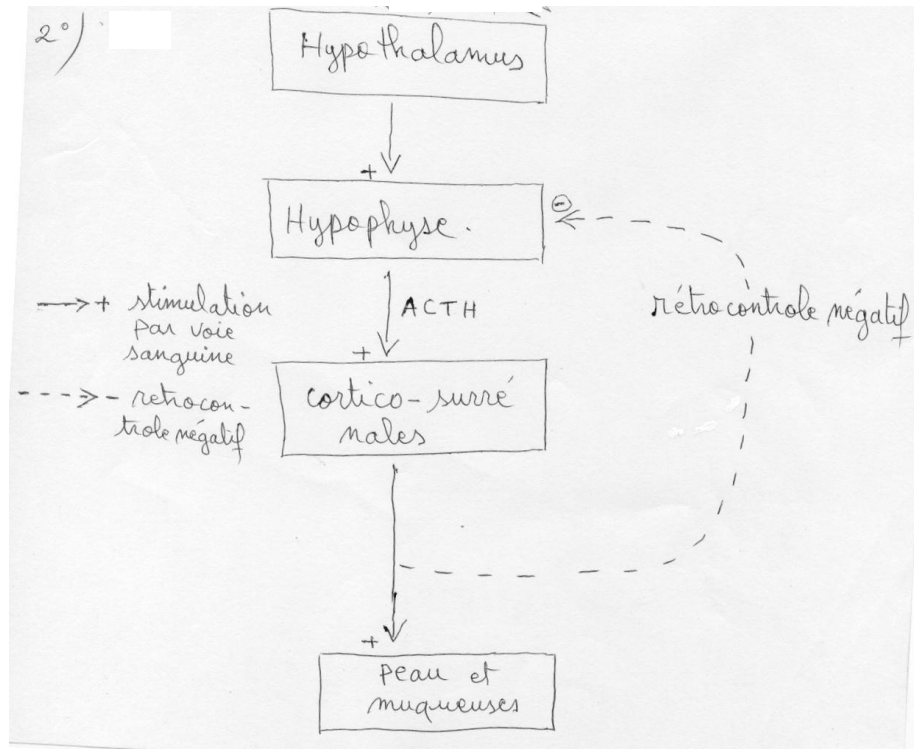 2°)
Hypothalamus
+
Hypophyse.
⊖
ACTH
rétrocontrole négatif
→ + stimulation
par voie
sanguine
+
---> - retrocon-
trole négatif
cortico-surré
nales
+
peau et
muqueuses